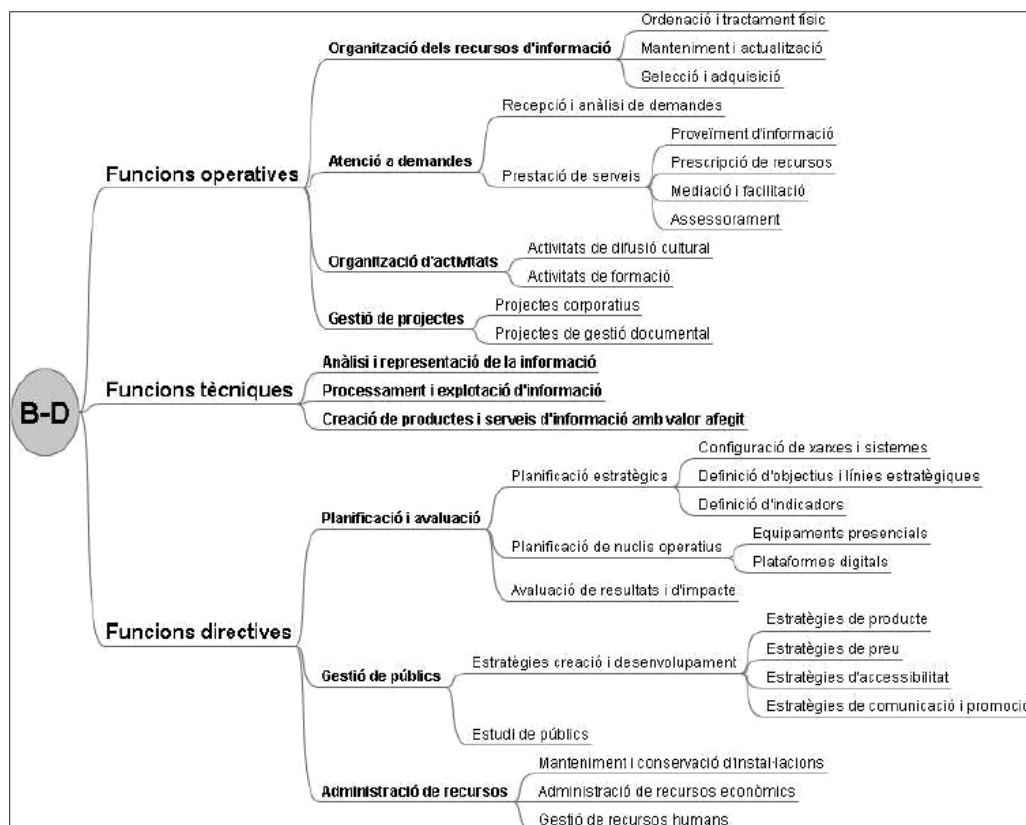 B-D
Funcions operatives
Organització dels recursos d'informació
Ordenació i tractament físic
Manteniment i actualització
Selecció i adquisició
Atenció a demandes
Recepció i anàlisi de demandes
Prestació de serveis
Proveïment d'informació
Prescripció de recursos
Mediació i facilitació
Assessorament
Organització d'activitats
Activitats de difusió cultural
Activitats de formació
Gestió de projectes
Projectes corporatius
Projectes de gestió documental
Funcions tècniques
Anàlisi i representació de la informació
Processament i explotació d'informació
Creació de productes i serveis d'informació amb valor afegit
Funcions directives
Planificació i avaluació
Planificació estratègica
Configuració de xarxes i sistemes
Definició d'objectius i línies estratègiques
Definició d'indicadors
Planificació de nuclis operatius
Equipaments presencials
Plataformes digitals
Avaluació de resultats i d'impacte
Gestió de públics
Estratègies creació i desenvolupament
Estratègies de producte
Estratègies de preu
Estratègies d'accessibilitat
Estratègies de comunicació i promoció
Estudi de públics
Administració de recursos
Manteniment i conservació d'instal·lacions
Administració de recursos econòmics
Gestió de recursos humans